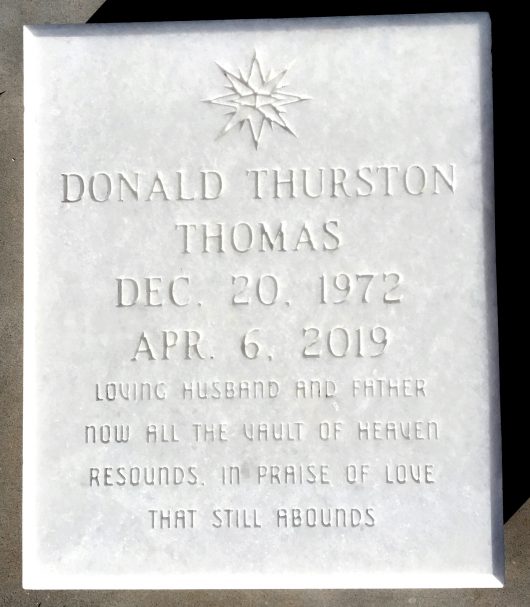 DONALD THURSTON
THOMAS
DEC. 20, 1972
APR. 6, 2019
LOVING HUSBAND AND FATHER
NOW ALL THE VAULT OF HEAVEN
RESOUNDS, IN PRAISE OF LOVE
THAT STILL ABOUNDS